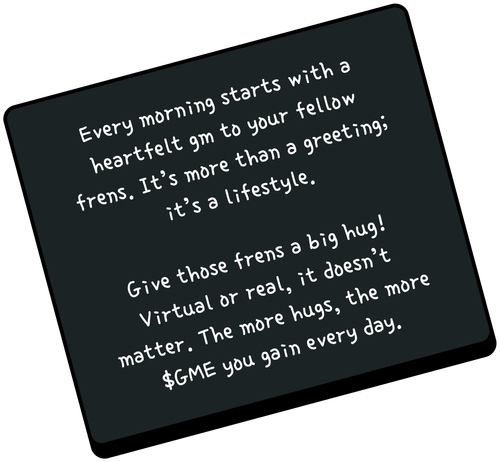 Every morning starts with a
heartfelt gm to your fellow
frens. It's more than a greeting;
it's a lifestyle.
Give those frens a big hug!
Virtual or real, it doesn't
matter. The more hugs, the more
$GME you gain every day.